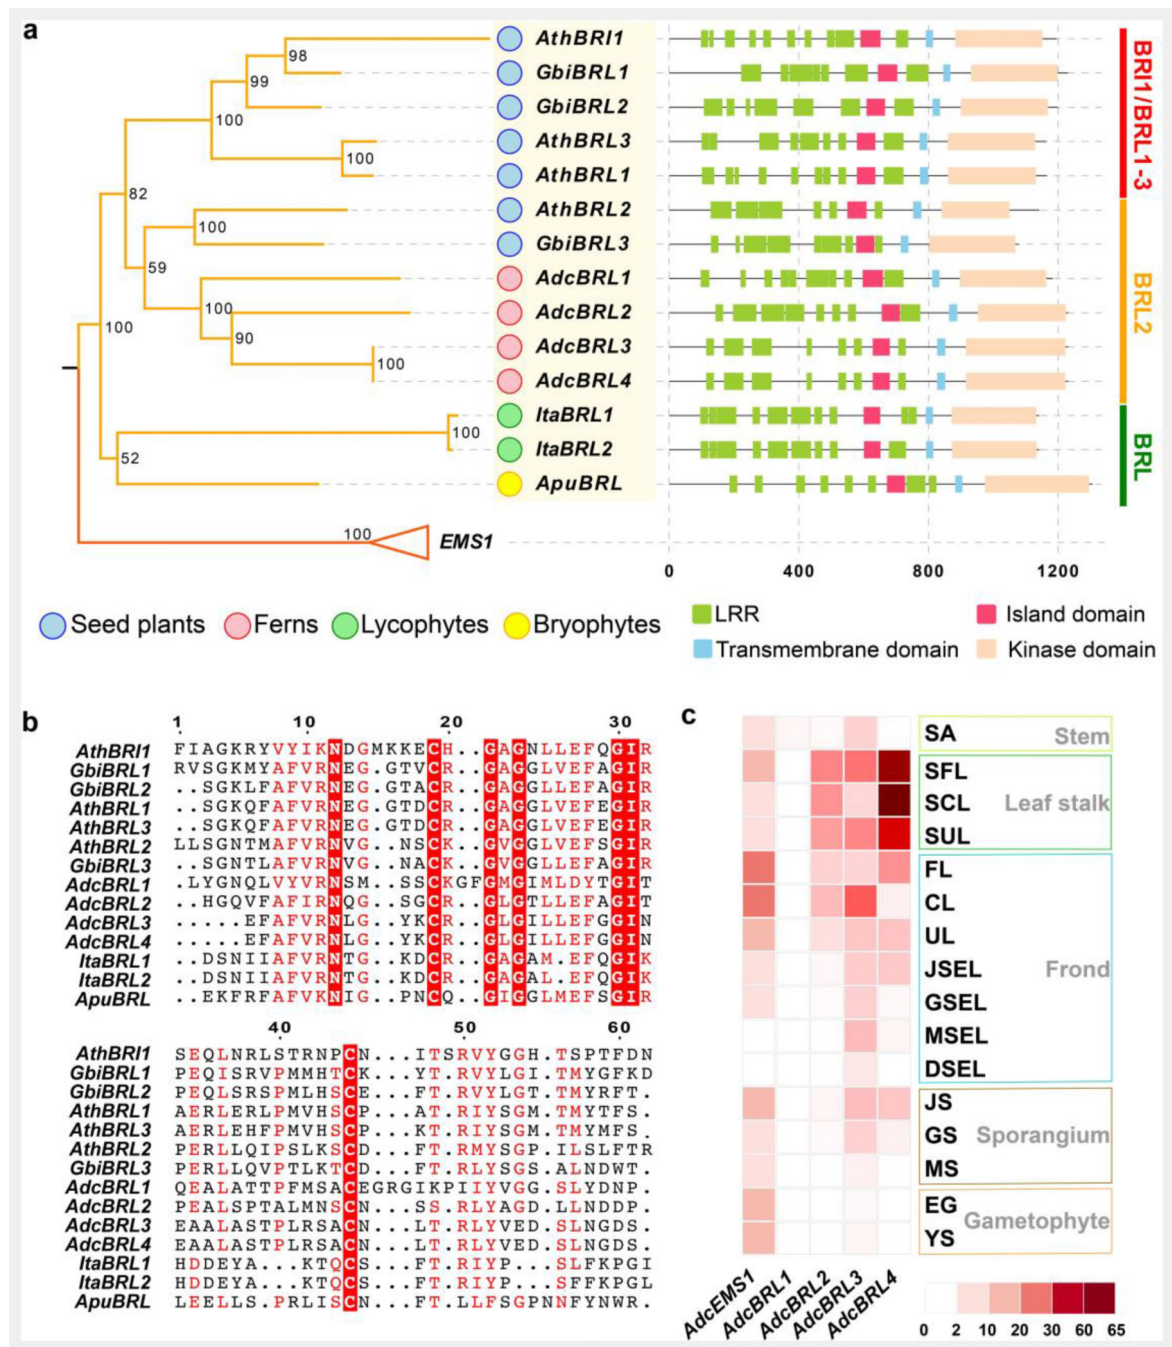 a
AthBRI1
GbiBRL1
GbiBRL2
AthBRL3
AthBRL1
AthBRL2
GbiBRL3
AdcBRL1
AdcBRL2
AdcBRL3
AdcBRL4
ItaBRL1
ItaBRL2
ApuBRL
EMS1
98
99
100
100
82
100
59
100
100
90
100
100
52
100
BRI1/BRL1-3
BRL2
BRL
0 400 800 1200
Seed plants Ferns Lycophytes Bryophytes
LRR Island domain
Transmembrane domain Kinase domain
b
1 10 20 30
AthBRI1 FIAGKRYVYIKNDGMKKECH..GAGNLLEFQGIR
GbiBRL1 RVSGKMYAFVRNEG.GTVCR..GAGGLVEFAGIR
GbiBRL2 ..SGKLFAFVRNEG.GTACR..GAGGLVEFEGIR
AthBRL1 ..SGKQFAFVRNEG.GTDCR..GAGGLVEFEGIR
AthBRL3 ..SGKQFAFVRNEG.GTDCR..GAGGLVEFEGIR
AthBRL2 LLSGNTMAFVRNVG..NSCK..GVGGLVEFSGIR
GbiBRL3 ..SGNTLAFVRNVG..NACK..GVGGLLEFAGIR
AdcBRL1 .LYGNQLVYVRNSM..SSCKGFGMGIMLDYTGIT
AdcBRL2 ..HGQVFAFIRNQG..SGCR..GLGTLLEFAGIT
AdcBRL3 .....EFAFVRNLG..YKCR..GLGILLEFGGIN
AdcBRL4 .....EFAFVRNLG..YKCR..GLGILLEFGGIN
ItaBRL1 ..DSNIIAFVRNTG..KDCR..GAGAM.EFQGIK
ItaBRL2 ..DSNIIAFVRNTG..KDCR..GAGAL.EFQGIK
ApuBRL ..EKFRFAFVKNIG..PNCQ..GIGGLMEFSGIR
40 50 60
AthBRI1 SEQLNRLSTRNPCN...ITSRVYGGH.TSPTFDN
GbiBRL1 PEQISRVPMMHTCK...YT.RVYLGI.TMYGFKD
GbiBRL2 PEQLSRSPMLHSCE...FT.RVYLGT.TMYRFT.
AthBRL1 AERLERLPMVHSCP...AT.RIYSGM.TMYTFS.
AthBRL3 AERLEHFPMVHSCP...KT.RIYSGM.TMYMFS.
AthBRL2 PERLLQIPSLKSCD...FT.RMYSGP.ILSLFTR
GbiBRL3 PERLLQVPTLKTCD...FT.RLYSGS.ALNDWT.
AdcBRL1 QEALATTPFMSACEGRGIKPIIYVGG.SLYDNP.
AdcBRL2 PEALSPTALMNSCN...SS.RLYAGD.LLNDDP.
AdcBRL3 EAALASTPLRSACN...LT.RLYVED.SLNGDS.
AdcBRL4 EAALASTPLRSACN...LT.RLYVED.SLNGDS.
ItaBRL1 HDDEYA...KTQCS...FT.RIYP...SFLKPGI
ItaBRL2 HDDEYA...KTQCS...FT.RIYP...SFFKPGL
ApuBRL LEELLS.PRLISCN...FT.LLFSGPNNFYNWR.
c
SA Stem
SFL
SCL Leaf stalk
SUL
FL
CL
UL
JSEL Frond
GSEL
MSEL
DSEL
JS
GS Sporangium
MS
EG Gametophyte
YS
AdcEMS1 AdcBRL1 AdcBRL2 AdcBRL3 AdcBRL4
0 2 10 20 30 60 65